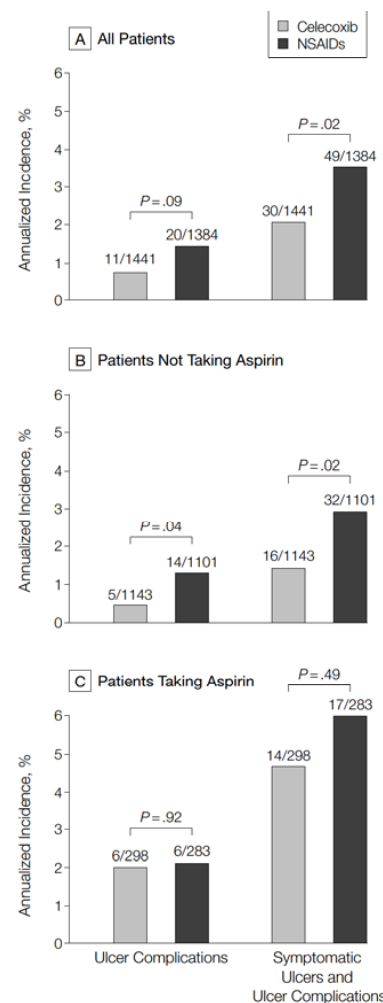 Celecoxib
NSAIDs
A All Patients
6
5
4
3
2
1
0
Annualized Incidence, %
P=.09
11/1441
20/1384
P=.02
30/1441
49/1384
B Patients Not Taking Aspirin
6
5
4
3
2
1
0
Annualized Incidence, %
P=.04
5/1143
14/1101
P=.02
16/1143
32/1101
C Patients Taking Aspirin
6
5
4
3
2
1
0
Annualized Incidence, %
P=.92
6/298
6/283
P=.49
14/298
17/283
Ulcer Complications
Symptomatic
Ulcers and
Ulcer Complications